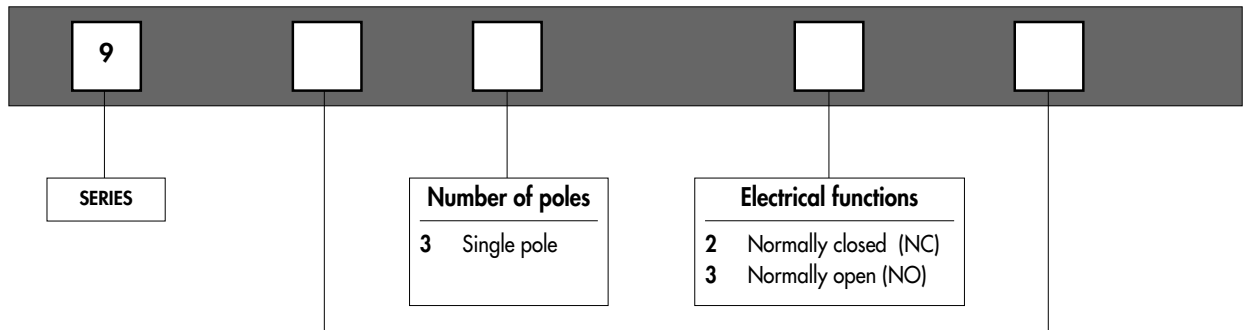 9
SERIES
Number of poles
3 Single pole
Electrical functions
2 Normally closed (NC)
3 Normally open (NO)